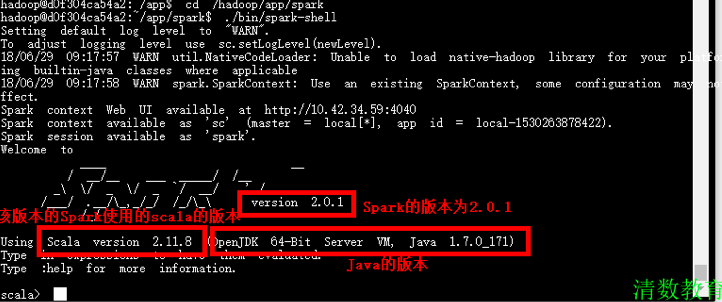 hadoop@d0f304ca54a2:~/app$ cd /hadoop/app/spark
hadoop@d0f304ca54a2:~/app/spark$ ./bin/spark-shell
Setting default log level to "WARN".
To adjust logging level use sc.setLogLevel(newLevel).
18/06/29 09:17:57 WARN util.NativeCodeLoader: Unable to load native-hadoop library for your platfo
ing builtin-java classes where applicable
18/06/29 09:17:58 WARN spark.SparkContext: Use an existing SparkContext, some configuration may
ffect.
Spark context Web UI available at http://10.42.34.59:4040
Spark context available as 'sc' (master = local[*], app id = local-1530263878422).
Spark session available as 'spark'.
Welcome to
Spark
version 2.0.1 Spark的版本为2.0.1
该版本的Spark使用的scala的版本
Using Scala version 2.11.8 (OpenJDK 64-Bit Server VM, Java 1.7.0_171)
Type in expressions to have them evaluated.
Java的版本
Type :help for more information.
scala>
清数教育